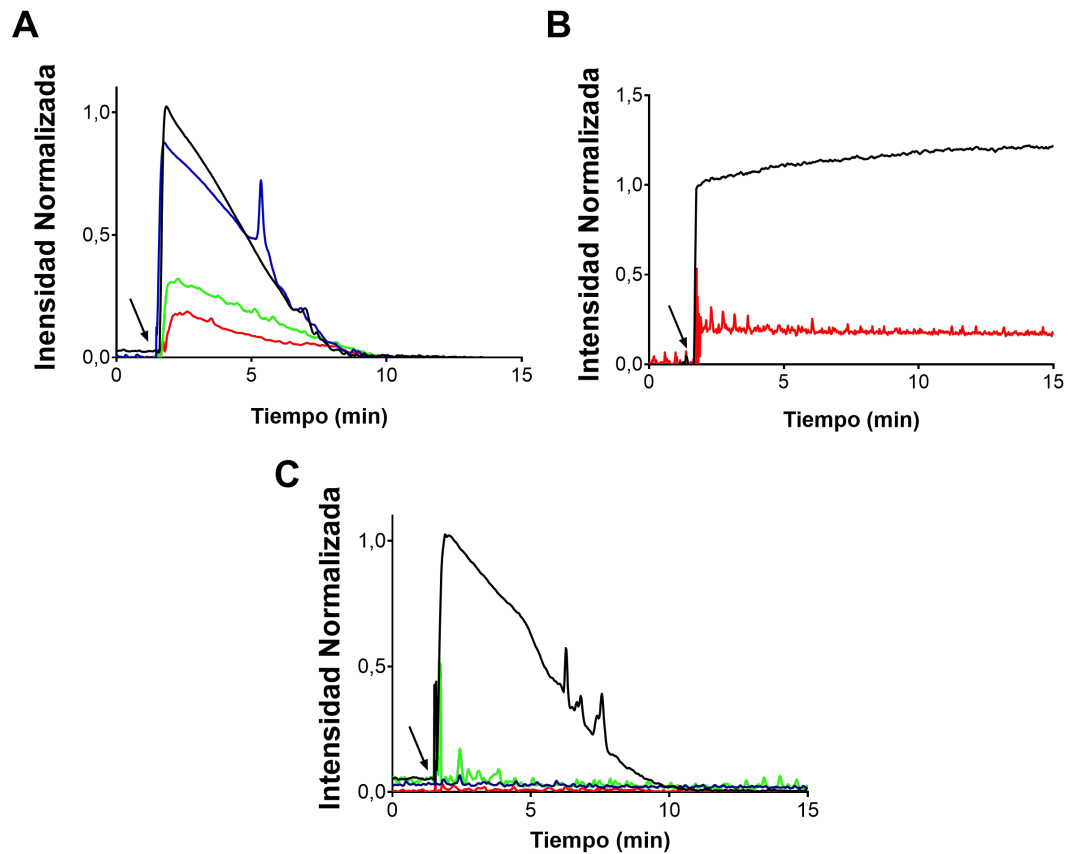 A
Inensidad Normalizada
1,0
0,5
0,0
0 5 10 15
Tiempo (min)
B
Intensidad Normalizada
1,5
1,0
0,5
0,0
0 5 10 15
Tiempo (min)
C
Intensidad Normalizada
1,0
0,5
0,0
0 5 10 15
Tiempo (min)